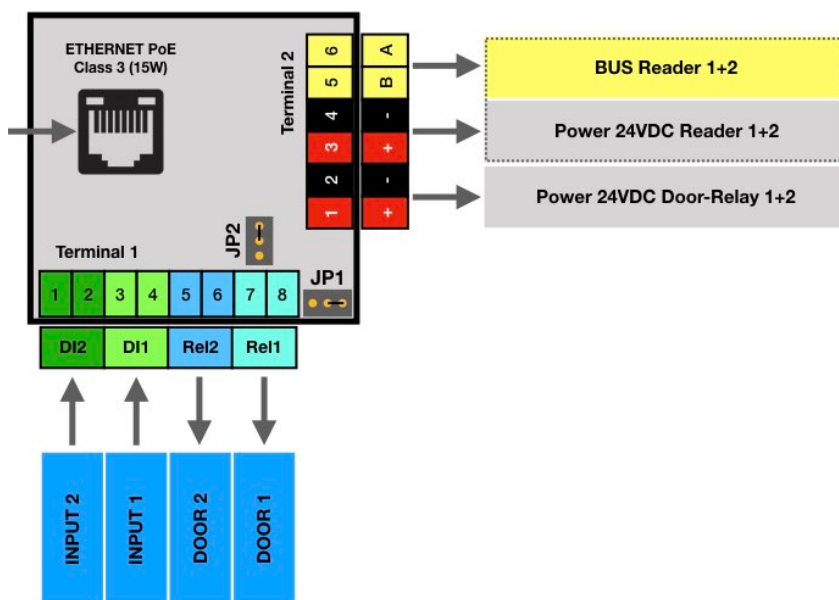 ETHERNET PoE
Class 3 (15W)
Terminal 2
6 A
5 B
4 -
3 +
2 -
1 +
BUS Reader 1+2
Power 24VDC Reader 1+2
Power 24VDC Door-Relay 1+2
JP2
Terminal 1
JP1
1 2 3 4 5 6 7 8
DI2 DI1 Rel2 Rel1
INPUT 2
INPUT 1
DOOR 2
DOOR 1